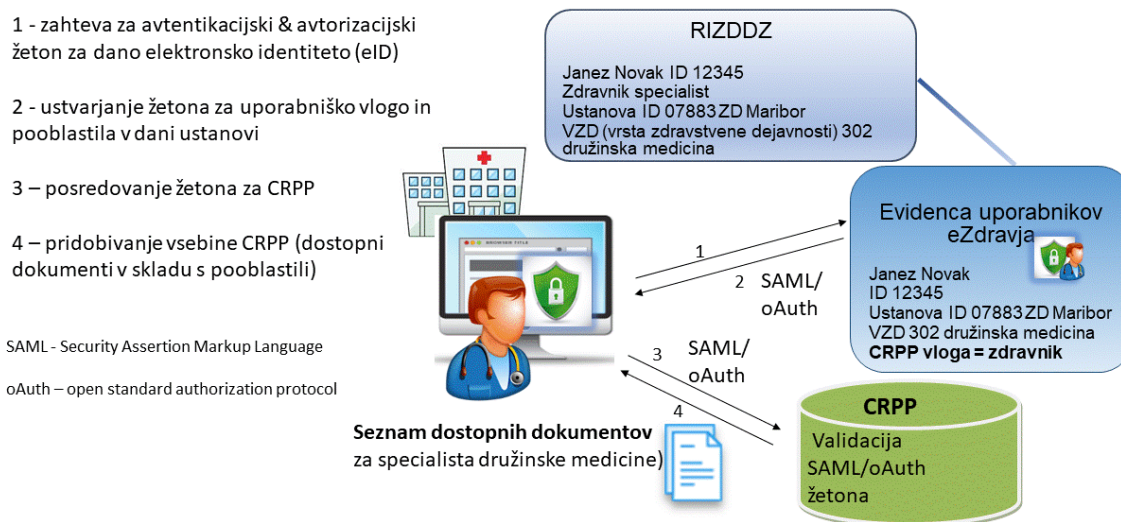 1 - zahteva za avtentikacijski & avtorizacijski
žeton za dano elektronsko identiteto (eID)
2 - ustvarjanje žetona za uporabniško vlogo in
pooblastila v dani ustanovi
3 – posredovanje žetona za CRPP
4 – pridobivanje vsebine CRPP (dostopni
dokumenti v skladu s pooblastili)
SAML - Security Assertion Markup Language
oAuth – open standard authorization protocol
RIZDDZ
Janez Novak ID 12345
Zdravnik specialist
Ustanova ID 07883 ZD Maribor
VZD (vrsta zdravstvene dejavnosti) 302
družinska medicina
Evidenca uporabnikov
eZdravja
Janez Novak
ID 12345
Ustanova ID 07883 ZD Maribor
VZD 302 družinska medicina
CRPP vloga = zdravnik
BROWSER TITLE
1
2 SAML/
oAuth
3 SAML/
oAuth
4
Seznam dostopnih dokumentov
za specialista družinske medicine)
CRPP
Validacija
SAML/oAuth
žetona